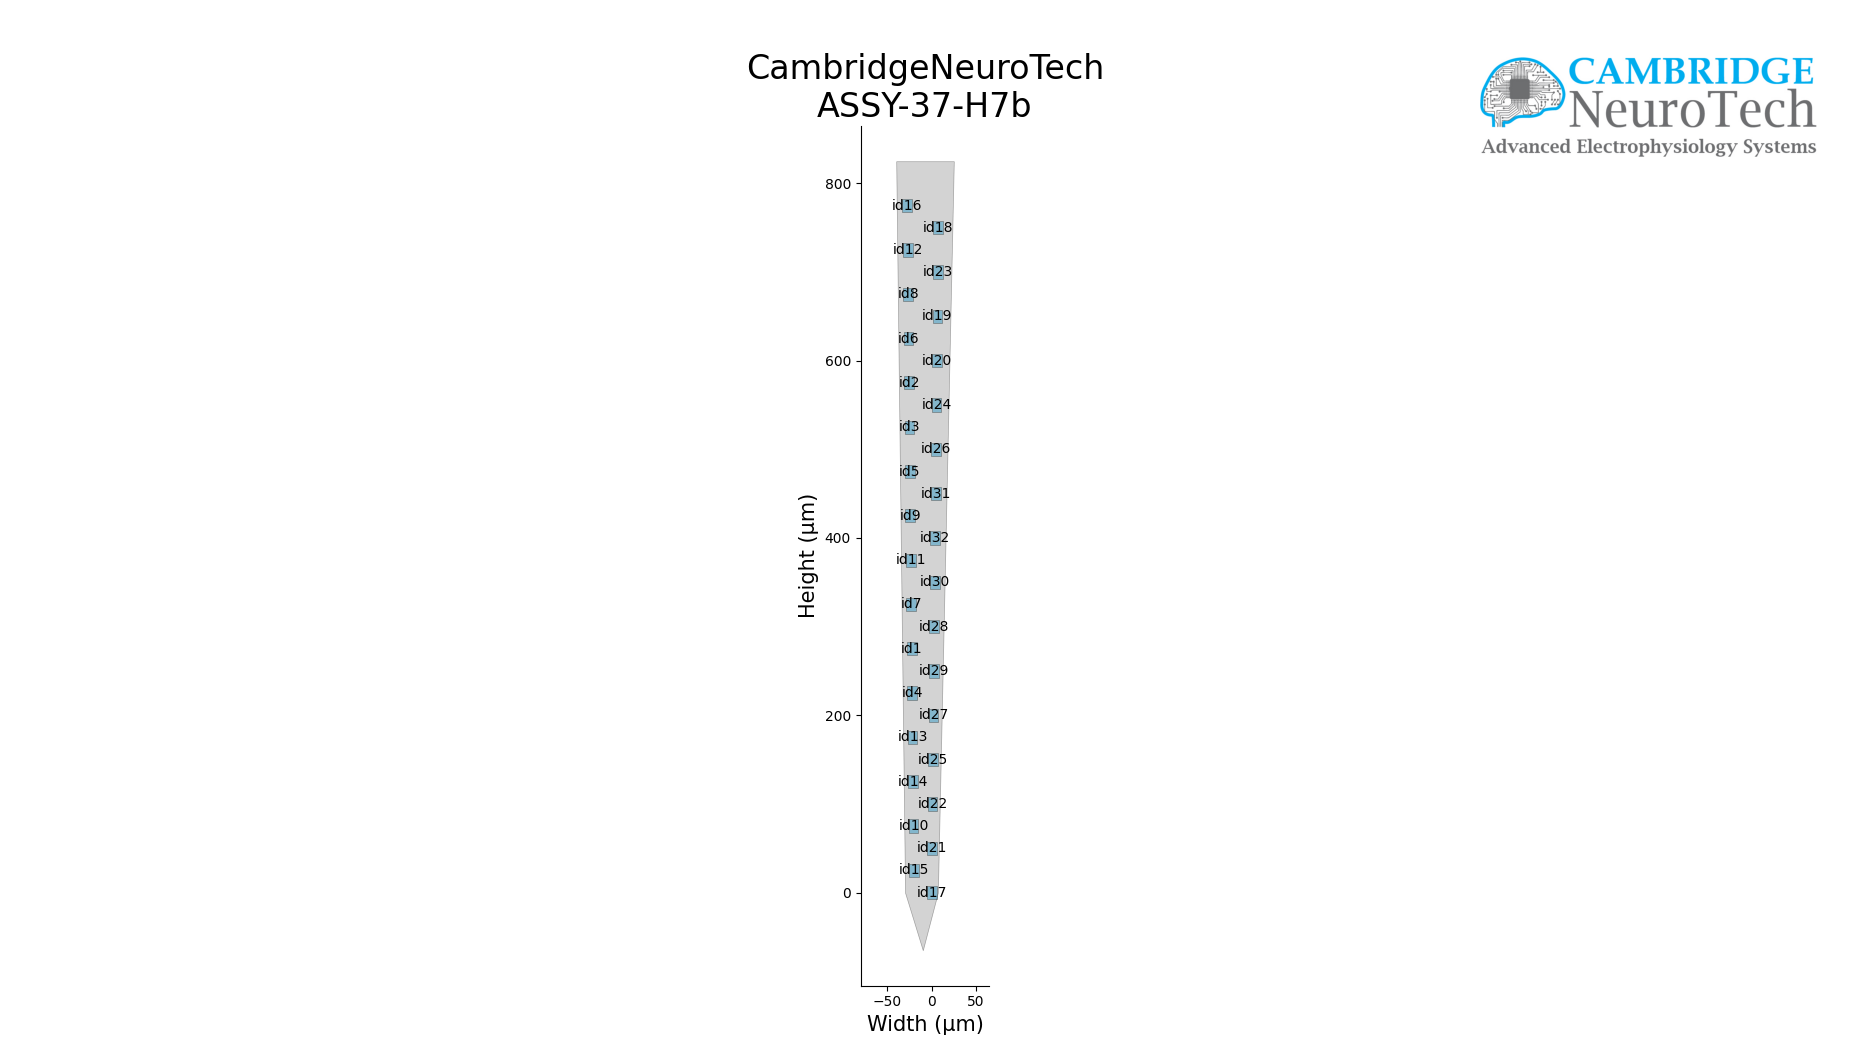 CambridgeNeuroTech
ASSY-37-H7b
CAMBRIDGE
NeuroTech
Advanced Electrophysiology Systems
800
id16
id18
id12
id23
id8
id19
id6
600
id20
id2
id24
id3
id26
id5
id31
id9
400
id32
id11
id30
id7
id28
id1
id29
id4
200
id27
id13
id25
id14
id22
id10
id21
id15
0
id17
Height (μm)
−50 0 50
Width (μm)